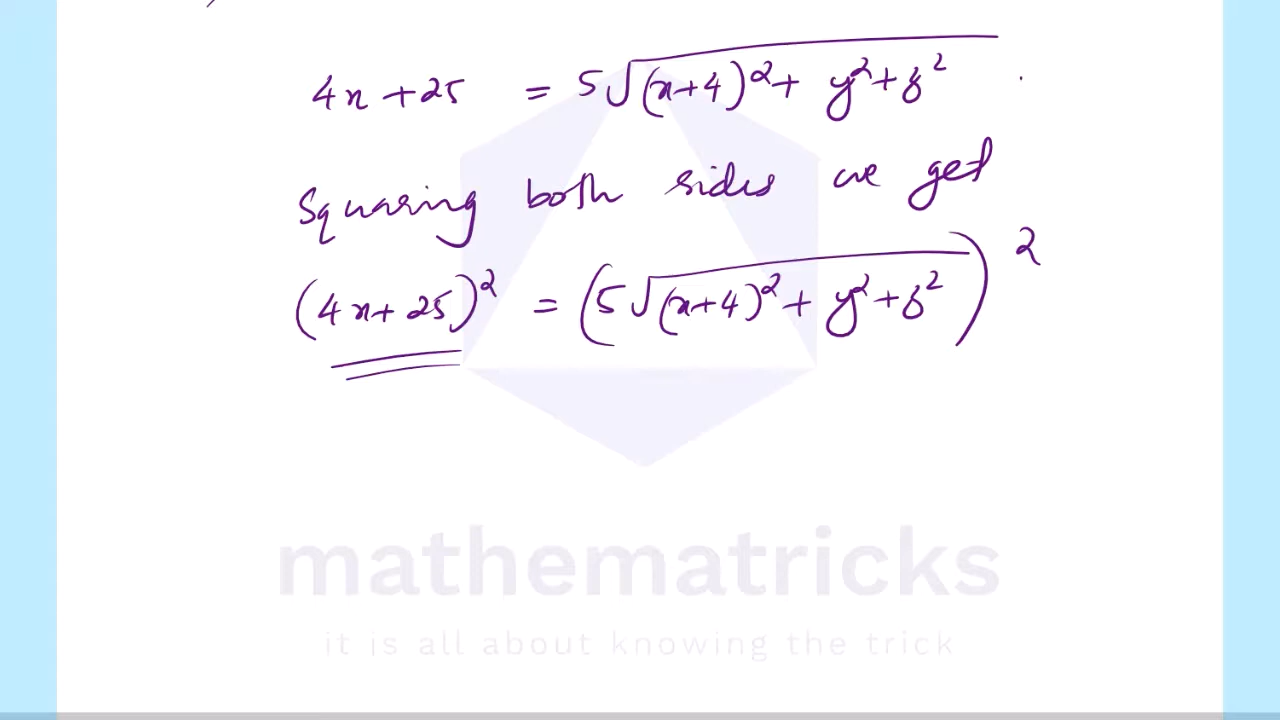 4x + 25 = 5√((x+4)² + y² + z²)
Squaring both sides we get
(4x + 25)² = (5√((x+4)² + y² + z²))²
mathematricks
it is all about knowing the trick